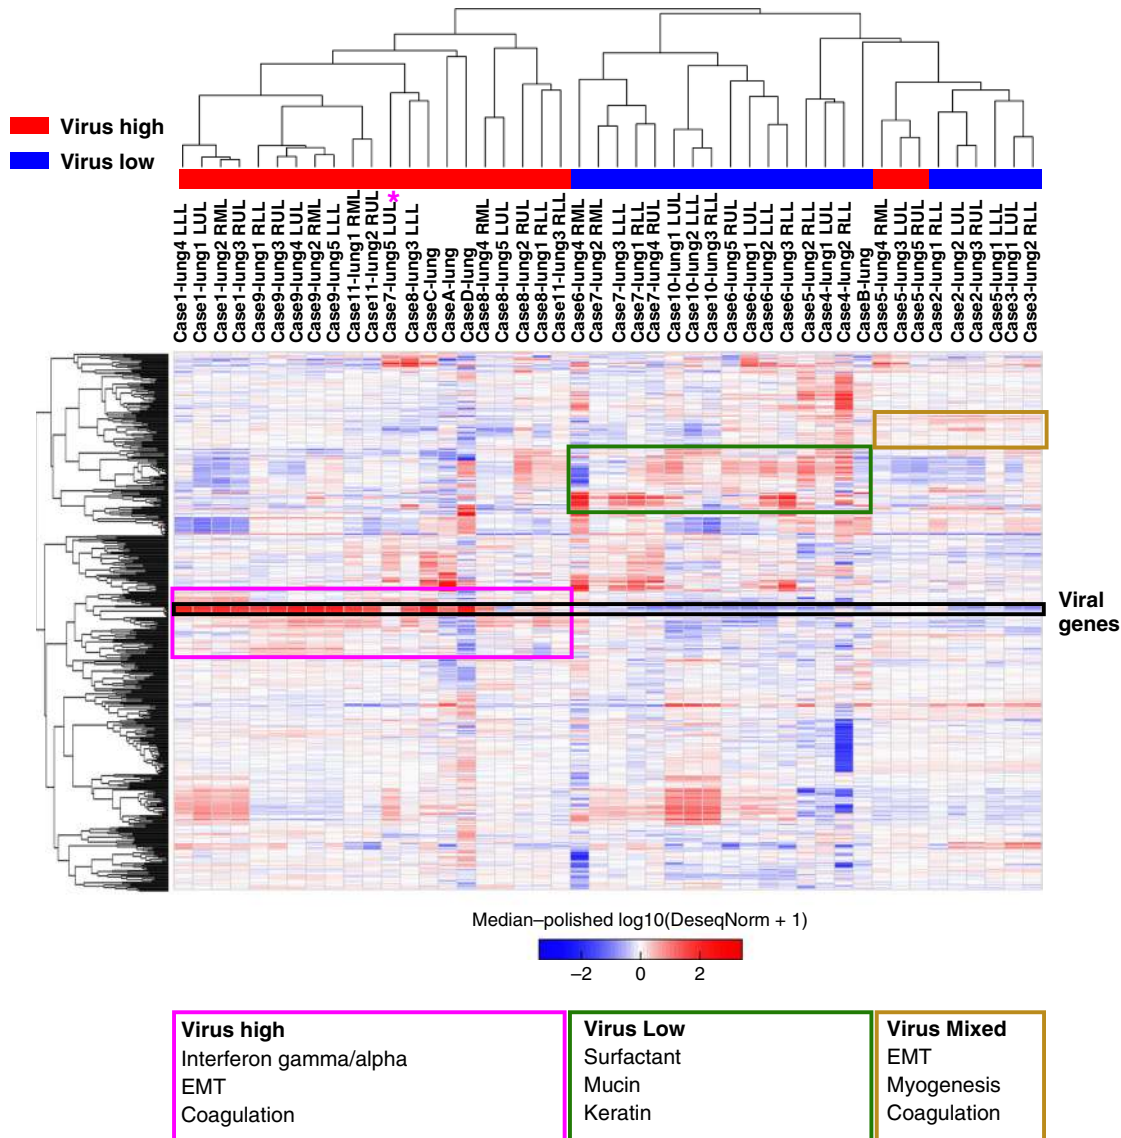 Virus high
Virus low
*
Case1-lung4 LLL
Case1-lung1 LUL
Case1-lung2 RML
Case1-lung3 RUL
Case9-lung1 RLL
Case9-lung3 RUL
Case9-lung4 LUL
Case9-lung2 RML
Case9-lung5 LLL
Case11-lung1 RML
Case11-lung2 RUL
Case7-lung5 LUL
Case8-lung3 LLL
CaseC-lung
CaseA-lung
CaseD-lung
Case8-lung4 RML
Case8-lung5 LUL
Case8-lung2 RUL
Case8-lung1 RLL
Case11-lung3 RLL
Case6-lung4 RML
Case7-lung2 RML
Case7-lung3 LLL
Case7-lung1 RLL
Case7-lung4 RUL
Case10-lung1 LUL
Case10-lung2 LLL
Case10-lung3 RLL
Case6-lung5 RUL
Case6-lung1 LUL
Case6-lung2 LLL
Case6-lung3 RLL
Case5-lung2 RLL
Case4-lung1 LUL
Case4-lung2 RLL
CaseB-lung
Case5-lung4 RML
Case5-lung3 LUL
Case5-lung5 RUL
Case2-lung1 RLL
Case2-lung2 LUL
Case2-lung3 RUL
Case5-lung1 LLL
Case3-lung1 LUL
Case3-lung2 RLL
Viral
genes
Median–polished log10(DeseqNorm + 1)
–2 0 2
Virus high
Interferon gamma/alpha
EMT
Coagulation
Virus Low
Surfactant
Mucin
Keratin
Virus Mixed
EMT
Myogenesis
Coagulation